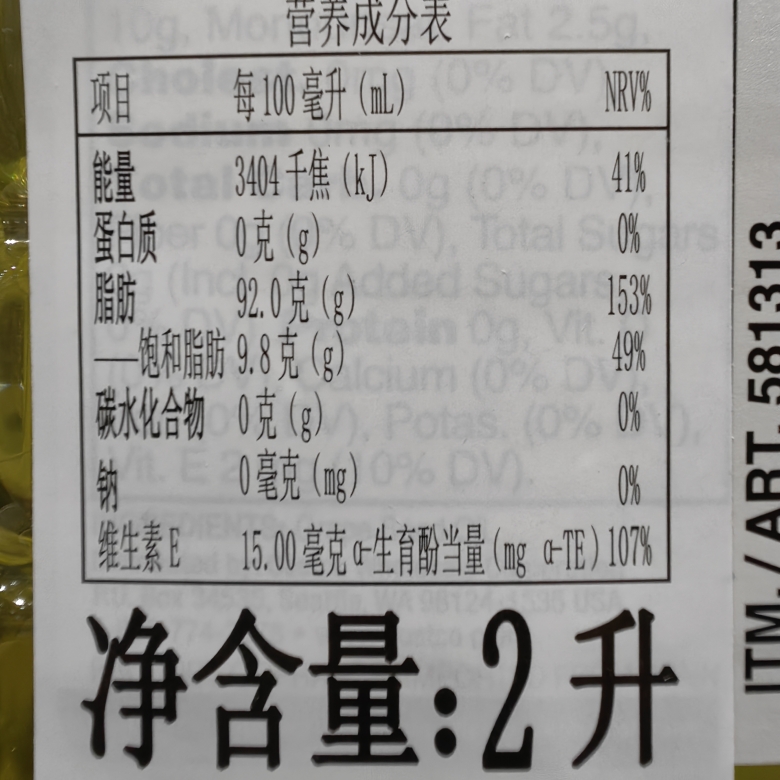 营养成分表
项目 每100毫升(mL) NRV%
能量 3404千焦(kJ) 41%
蛋白质 0克(g) 0%
脂肪 92.0克(g) 153%
——饱和脂肪 9.8克(g) 49%
碳水化合物 0克(g) 0%
钠 0毫克(mg) 0%
维生素E 15.00毫克α-生育酚当量(mg α-TE) 107%
净含量:2升
ITM./ART. 581313